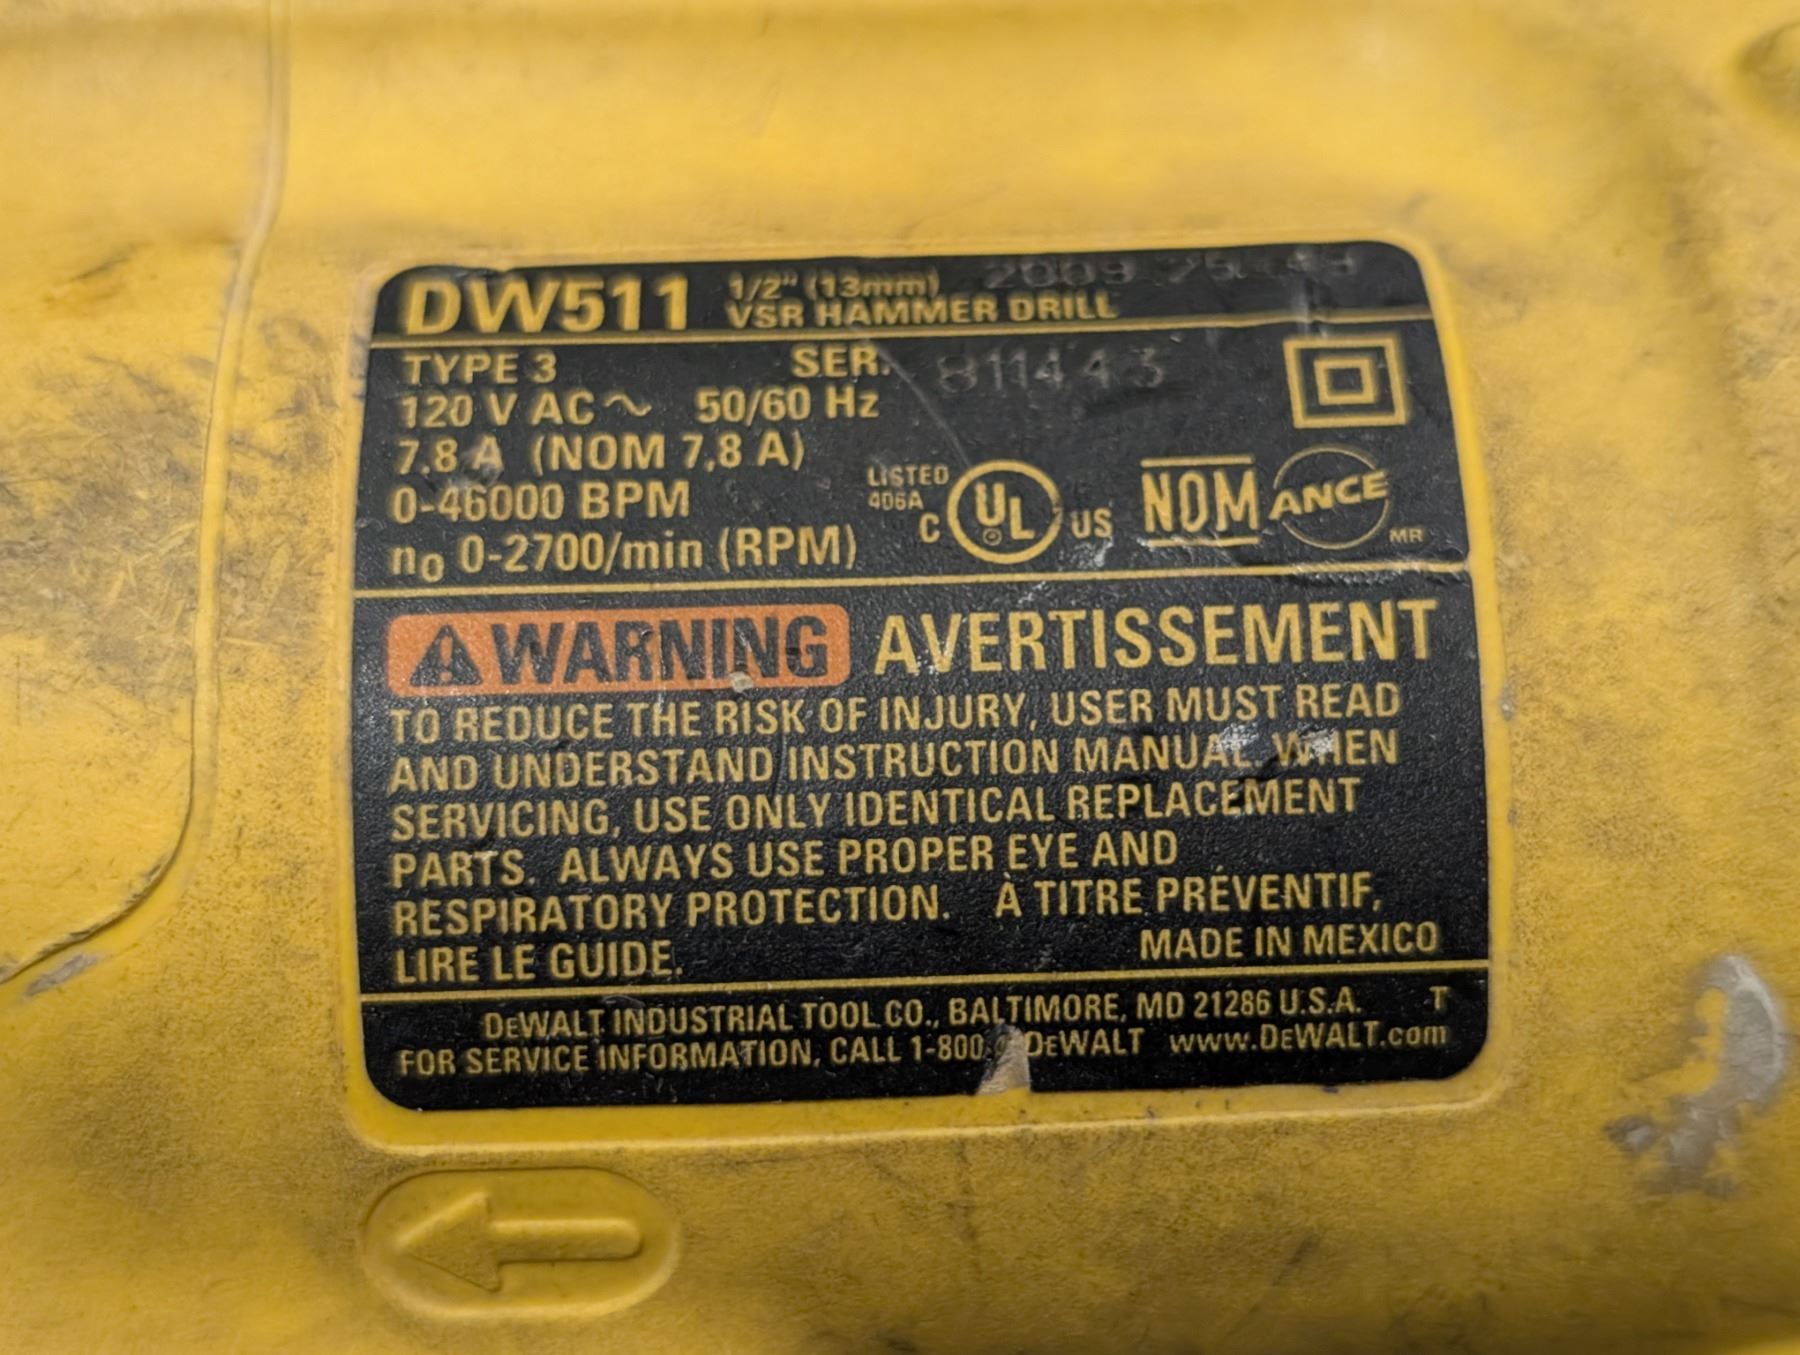 DW511 1/2" (13mm) 2009
VSR HAMMER DRILL
TYPE 3 SER. 811443
120 V AC ~ 50/60 Hz
7,8 A (NOM 7,8 A)
0-46000 BPM
n0 0-2700/min (RPM)
LISTED
406A
C UL US
NOM ANCE
MR
WARNING AVERTISSEMENT
TO REDUCE THE RISK OF INJURY, USER MUST READ
AND UNDERSTAND INSTRUCTION MANUAL. WHEN
SERVICING, USE ONLY IDENTICAL REPLACEMENT
PARTS. ALWAYS USE PROPER EYE AND
RESPIRATORY PROTECTION. À TITRE PRÉVENTIF,
LIRE LE GUIDE.
MADE IN MEXICO
DEWALT INDUSTRIAL TOOL CO., BALTIMORE, MD 21286 U.S.A. T
FOR SERVICE INFORMATION, CALL 1-800- DEWALT www.DEWALT.com